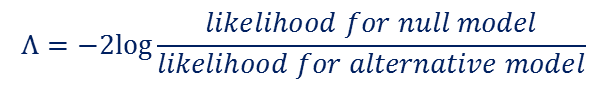 Λ = −2log likelihood for null model / likelihood for alternative model